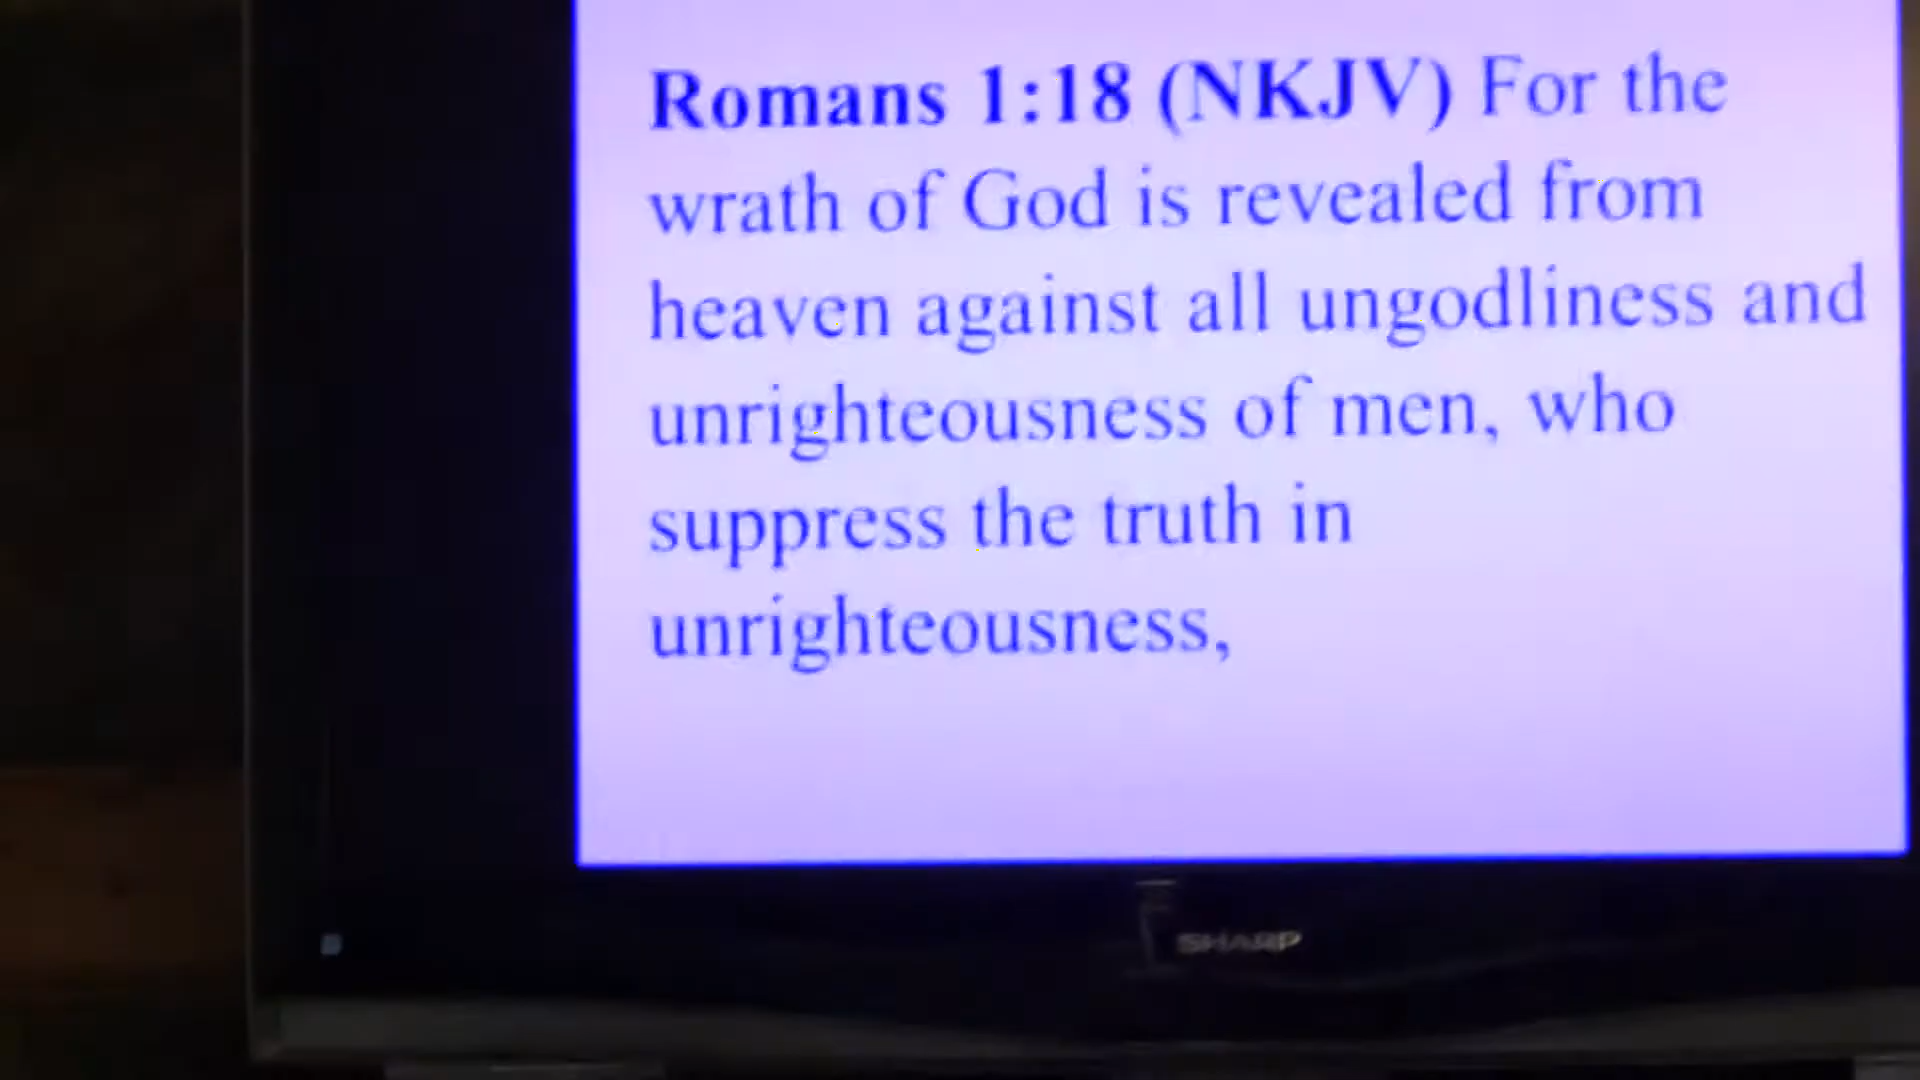 Romans 1:18 (NKJV) For the
wrath of God is revealed from
heaven against all ungodliness and
unrighteousness of men, who
suppress the truth in
unrighteousness,
SHARP